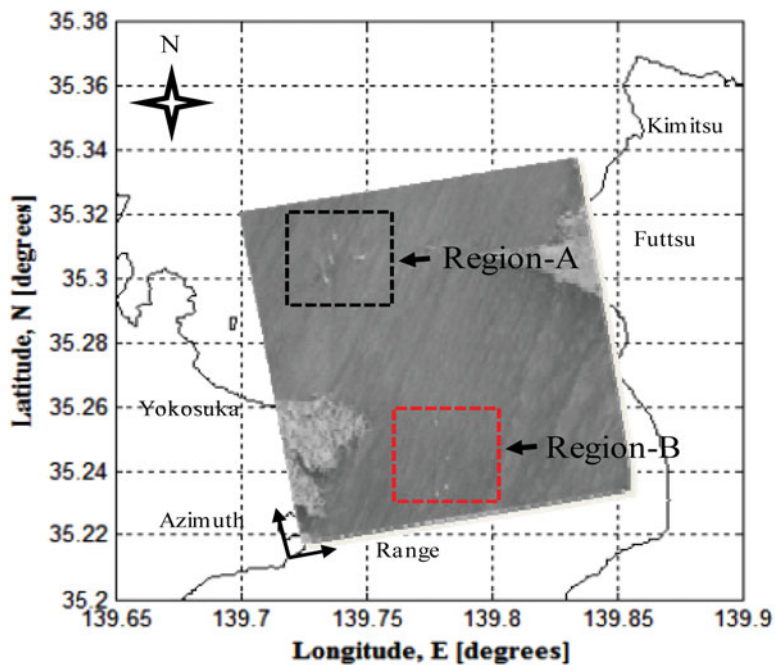 35.38
35.36
35.34
35.32
35.3
35.28
35.26
35.24
35.22
35.2
139.65
139.7
139.75
139.8
139.85
139.9
Latitude, N [degrees]
Longitude, E [degrees]
N
Kimitsu
Futtsu
Region-A
Yokosuka
Region-B
Azimuth
Range